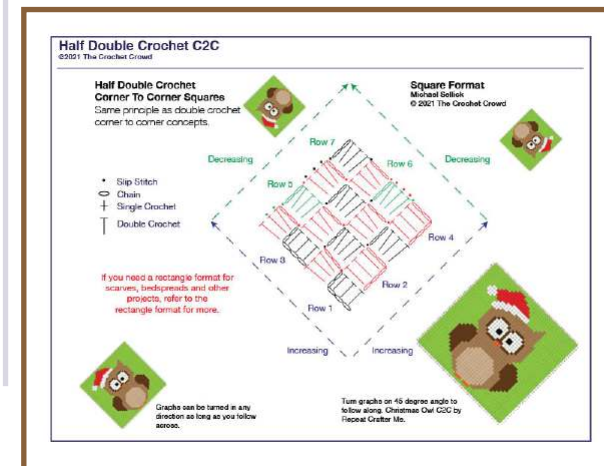 Half Double Crochet C2C
©2021 The Crochet Crowd
Half Double Crochet
Corner To Corner Squares
Same principle as double crochet
corner to corner concepts.
Square Format
Michael Sellick
© 2021 The Crochet Crowd
Slip Stitch
Chain
Single Crochet
Double Crochet
Decreasing
Decreasing
Row 7
Row 6
Row 5
Row 4
Row 3
Row 2
Row 1
If you need a rectangle format for
scarves, bedspreads and other
projects, refer to the
rectangle format for more.
Increasing
Increasing
Graphs can be turned in any
direction as long as you follow
across.
Turn graphs on 45 degree angle to
follow along. Christmas Owl C2C by
Repeat Crafter Me.